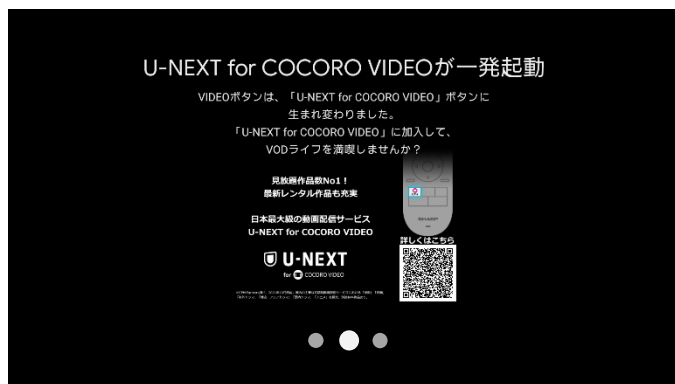 U-NEXT for COCORO VIDEOが一発起動
VIDEOボタンは、「U-NEXT for COCORO VIDEO」ボタンに
生まれ変わりました。
「U-NEXT for COCORO VIDEO」に加入して、
VODライフを満喫しませんか？
見放題作品数No1！
最新レンタル作品も充実
日本最大級の動画配信サービス
U-NEXT for COCORO VIDEO
SHARP
詳しくはこちら
U-NEXT
for COCORO VIDEO